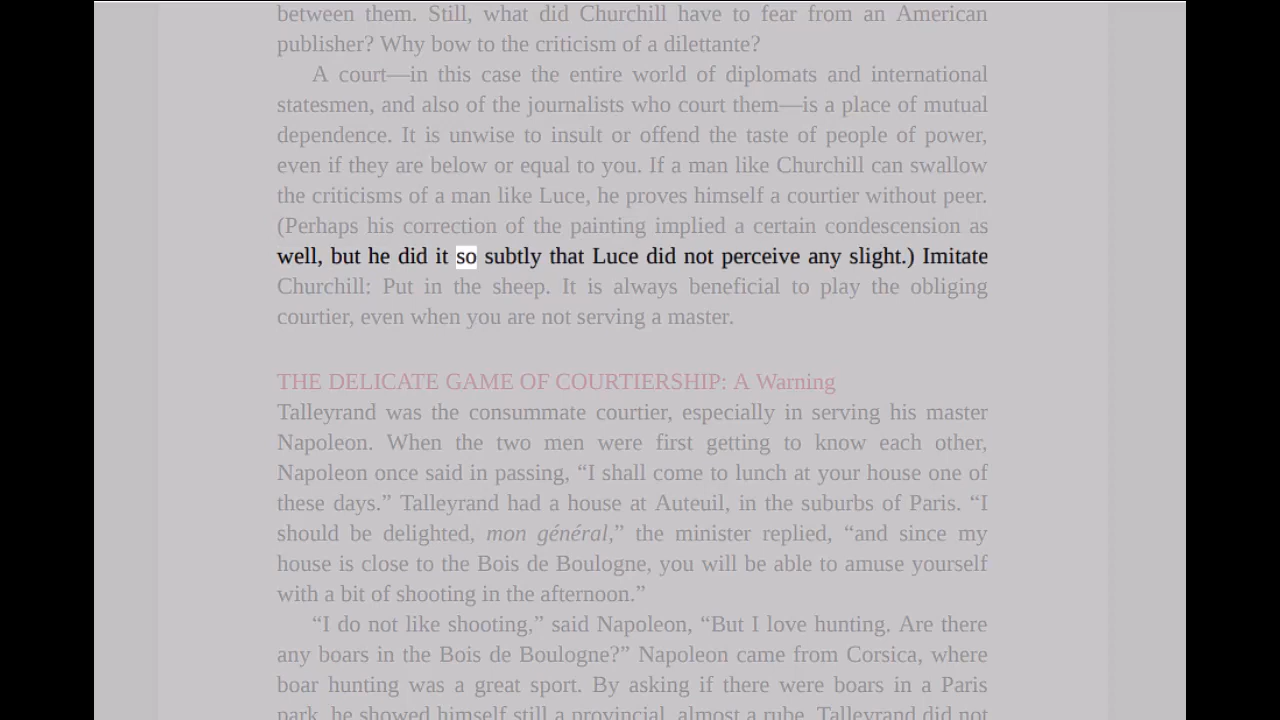 between them. Still, what did Churchill have to fear from an American
publisher? Why bow to the criticism of a dilettante?
A court—in this case the entire world of diplomats and international
statesmen, and also of the journalists who court them—is a place of mutual
dependence. It is unwise to insult or offend the taste of people of power,
even if they are below or equal to you. If a man like Churchill can swallow
the criticisms of a man like Luce, he proves himself a courtier without peer.
(Perhaps his correction of the painting implied a certain condescension as
well, but he did it so subtly that Luce did not perceive any slight.) Imitate
Churchill: Put in the sheep. It is always beneficial to play the obliging
courtier, even when you are not serving a master.
THE DELICATE GAME OF COURTIERSHIP: A Warning
Talleyrand was the consummate courtier, especially in serving his master
Napoleon. When the two men were first getting to know each other,
Napoleon once said in passing, “I shall come to lunch at your house one of
these days.” Talleyrand had a house at Auteuil, in the suburbs of Paris. “I
should be delighted, mon général,” the minister replied, “and since my
house is close to the Bois de Boulogne, you will be able to amuse yourself
with a bit of shooting in the afternoon.”
“I do not like shooting,” said Napoleon, “But I love hunting. Are there
any boars in the Bois de Boulogne?” Napoleon came from Corsica, where
boar hunting was a great sport. By asking if there were boars in a Paris
park, he showed himself still a provincial, almost a rube. Talleyrand did not